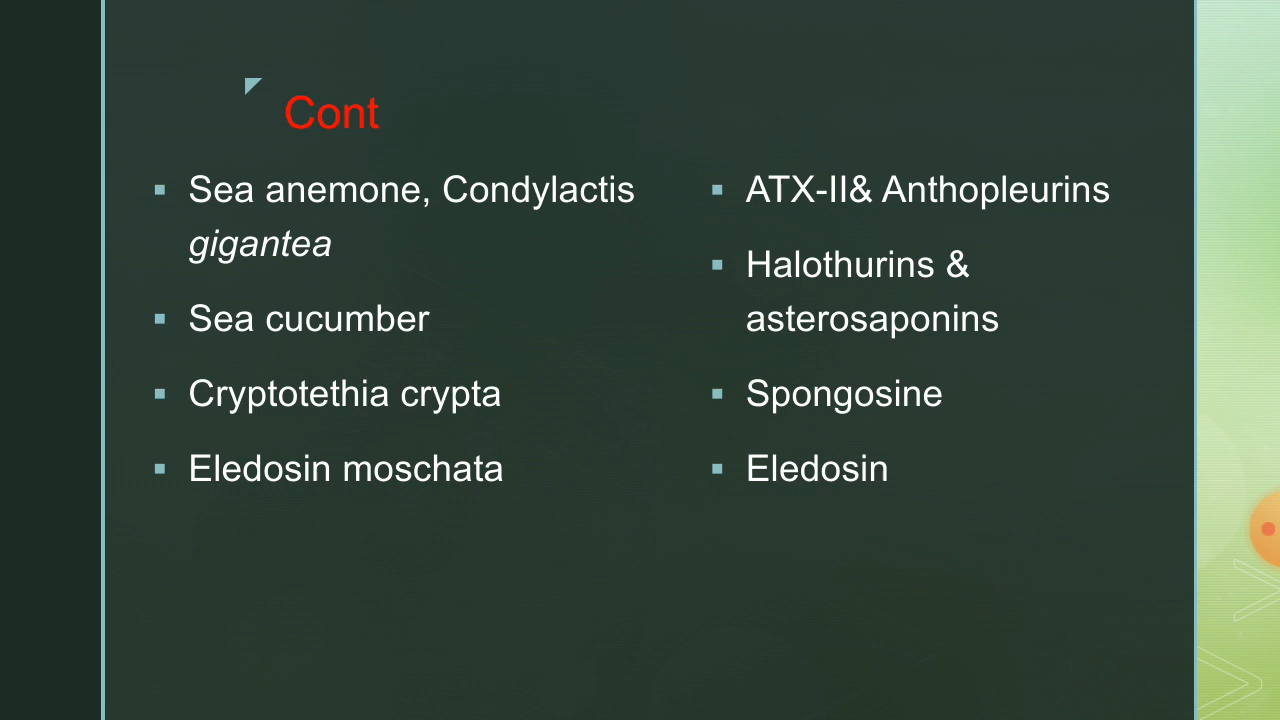 Cont
Sea anemone, Condylactis
gigantea
Sea cucumber
Cryptotethia crypta
Eledosin moschata
ATX-II& Anthopleurins
Halothurins &
asterosaponins
Spongosine
Eledosin